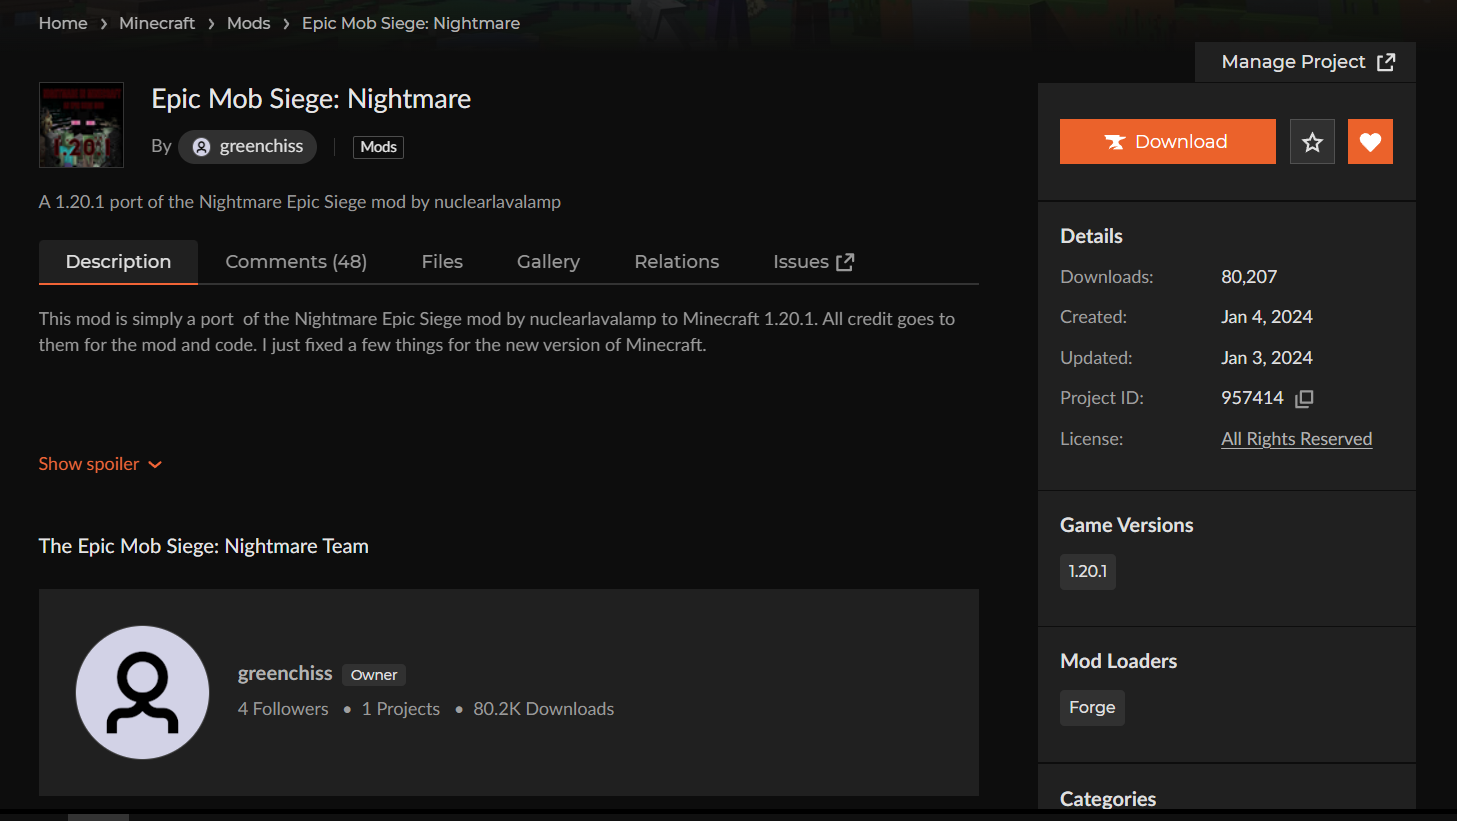 Home > Minecraft > Mods > Epic Mob Siege: Nightmare
Manage Project
Epic Mob Siege: Nightmare
By greenchiss Mods
Download
A 1.20.1 port of the Nightmare Epic Siege mod by nuclearlavalamp
Description Comments (48) Files Gallery Relations Issues
This mod is simply a port  of the Nightmare Epic Siege mod by nuclearlavalamp to Minecraft 1.20.1. All credit goes to
them for the mod and code. I just fixed a few things for the new version of Minecraft.
Show spoiler
The Epic Mob Siege: Nightmare Team
greenchiss Owner
4 Followers • 1 Projects • 80.2K Downloads
Details
Downloads: 80,207
Created: Jan 4, 2024
Updated: Jan 3, 2024
Project ID: 957414
License: All Rights Reserved
Game Versions
1.20.1
Mod Loaders
Forge
Categories